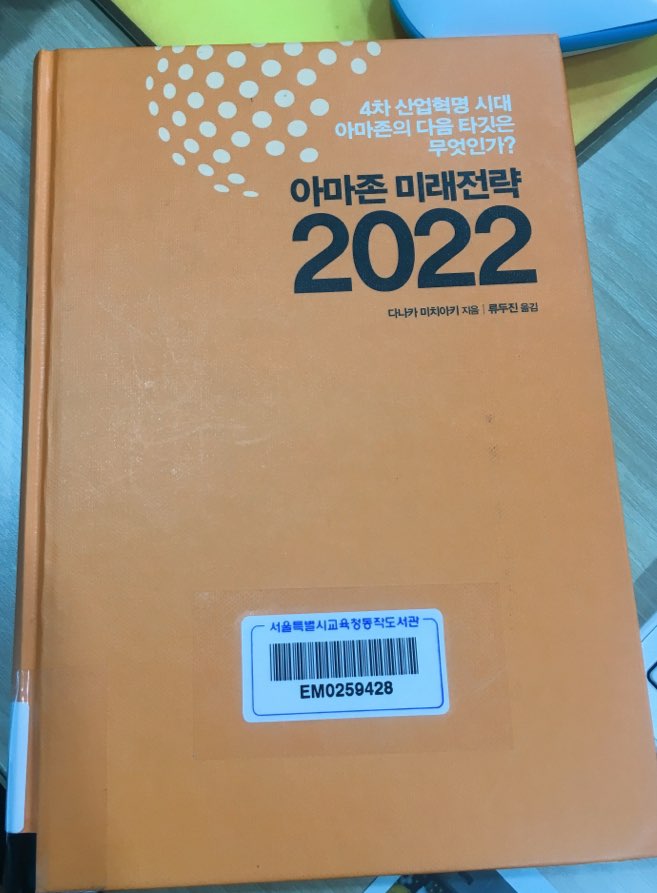 4차 산업혁명 시대
아마존의 다음 타깃은
무엇인가?
아마존 미래전략
2022
다나카 미치아키 지음 | 류두진 옮김
서울특별시교육청동작도서관
EM0259428